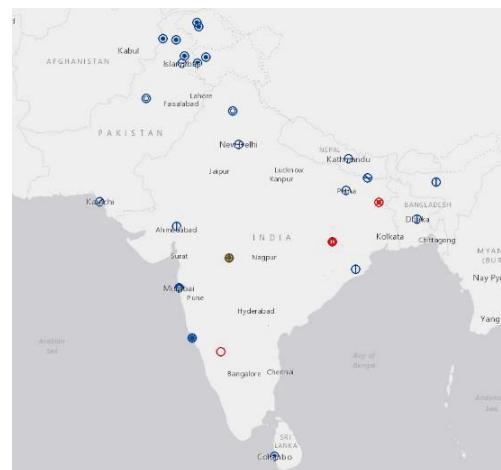 Kabul
AFGHANISTAN
Islamabad
Lahore
Faisalabad
PAKISTAN
New Delhi
NEPAL
Kathmandu
Jaipur
Lucknow
Kanpur
Patna
BANGLADESH
Karachi
Dhaka
Ahmedabad
INDIA
Kolkata
Chittagong
Surat
Nagpur
MYAN
(BUR
Nay Pyi
Mumbai
Pune
Hyderabad
Yang
Arabian
Sea
Bay of
Bengal
Bangalore
Chennai
SRI
LANKA
Colombo